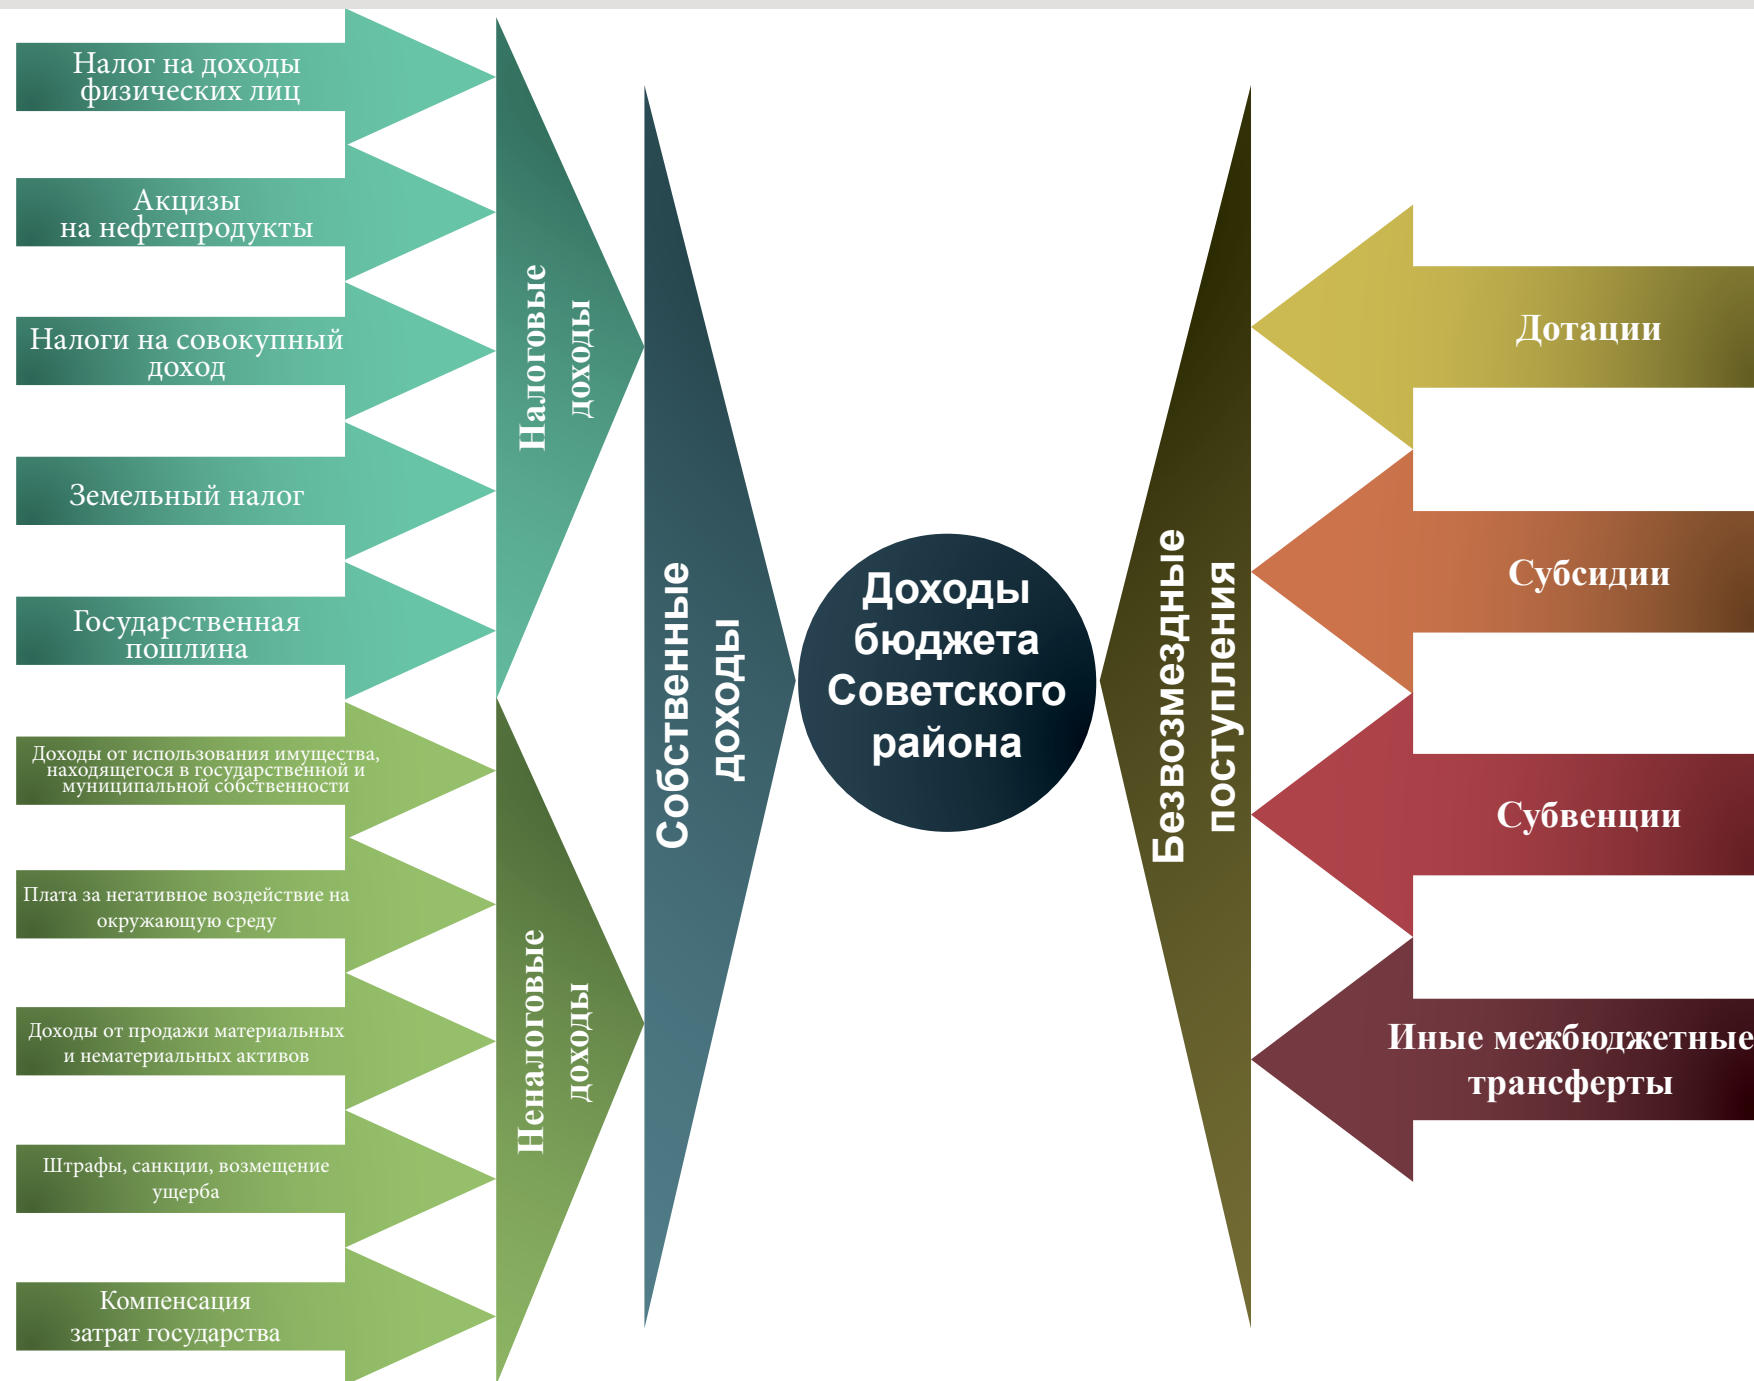 Налог на доходы
физических лиц
Акцизы
на нефтепродукты
Налоги на совокупный
доход
Земельный налог
Государственная
пошлина
Доходы от использования имущества,
находящегося в государственной и
муниципальной собственности
Плата за негативное воздействие на
окружающую среду
Доходы от продажи материальных
и нематериальных активов
Штрафы, санкции, возмещение
ущерба
Компенсация
затрат государства
Налоговые
доходы
Неналоговые
доходы
Собственные
доходы
Доходы
бюджета
Советского
района
Безвозмездные
поступления
Дотации
Субсидии
Субвенции
Иные межбюджетные
трансферты